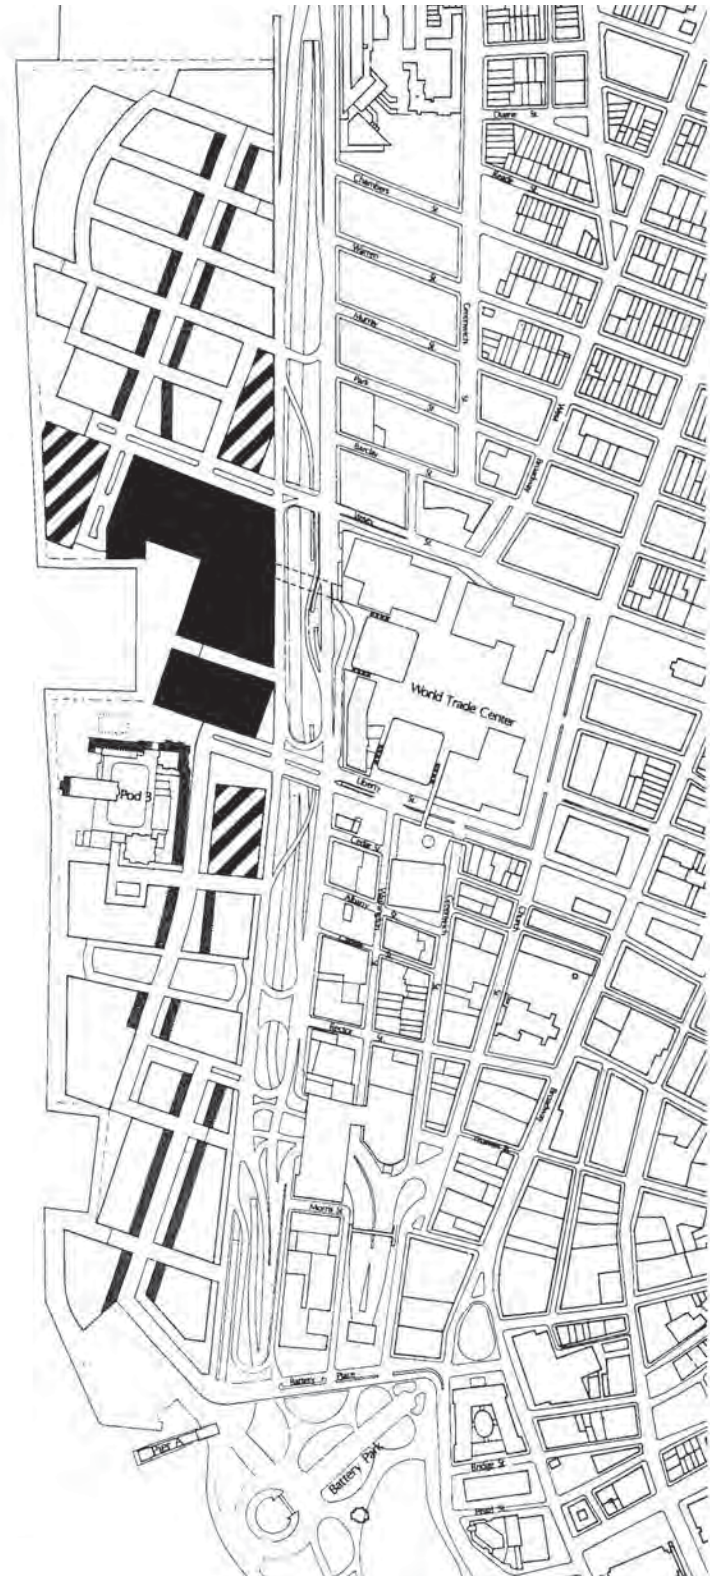 Duane St.
Reade St.
Chambers St.
Warren St.
Greenwich St.
Murray St.
Park St.
West Broadway
Barclay St.
Vesey St.
World Trade Center
Pod 3
Liberty St.
Cedar St.
Albany
Washington
Greenwich St.
Church St.
Carlisle St.
Rector St.
Broadway
Morris St.
Battery Place
Pier A
Battery Park
Bridge St.
Pearl St.